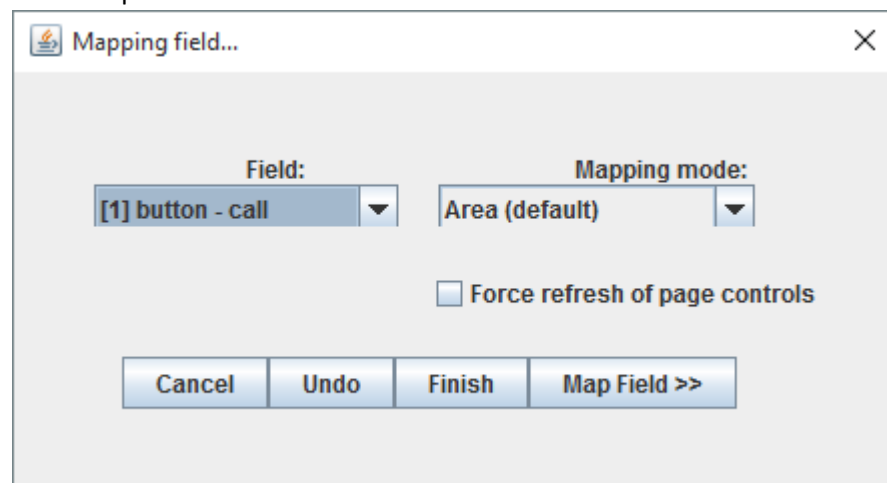 Mapping field...
Field: Mapping mode:
[1] button - call Area (default)
Force refresh of page controls
Cancel Undo Finish Map Field >>